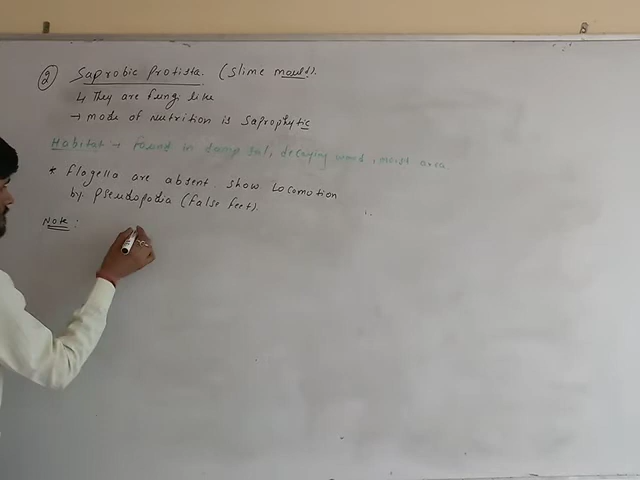 ② Saprobic Protista. (Slime mould).
↳ They are fungi like
→ mode of Nutrition is Saprophytic
Habitat → Found in damp soil, decaying wood, moist area
* Flagella are absent. Show Locomotion
by Pseudopodia (False feet).
Note: